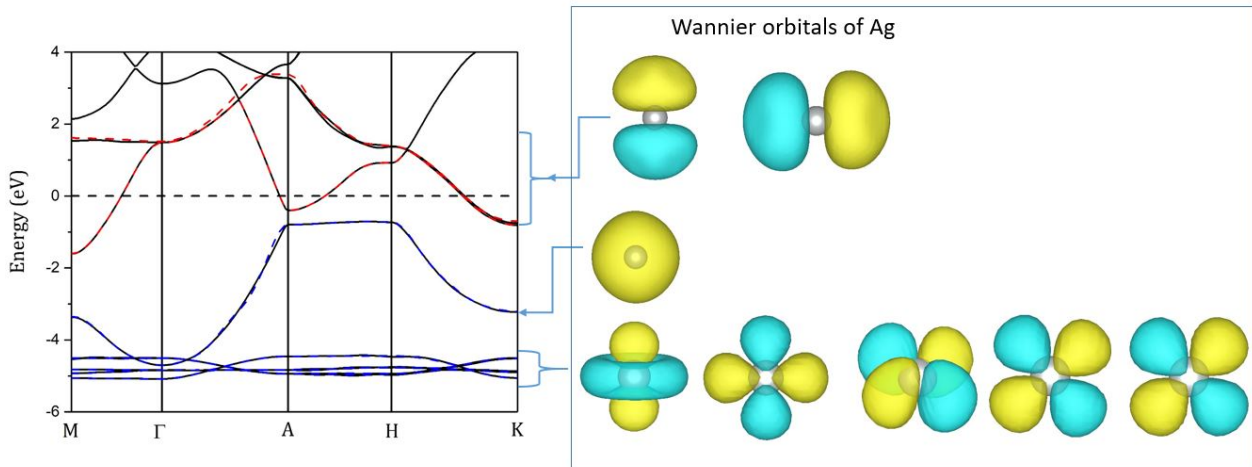 Wannier orbitals of Ag
4
2
0
-2
-4
-6
Energy (eV)
M Γ A H K